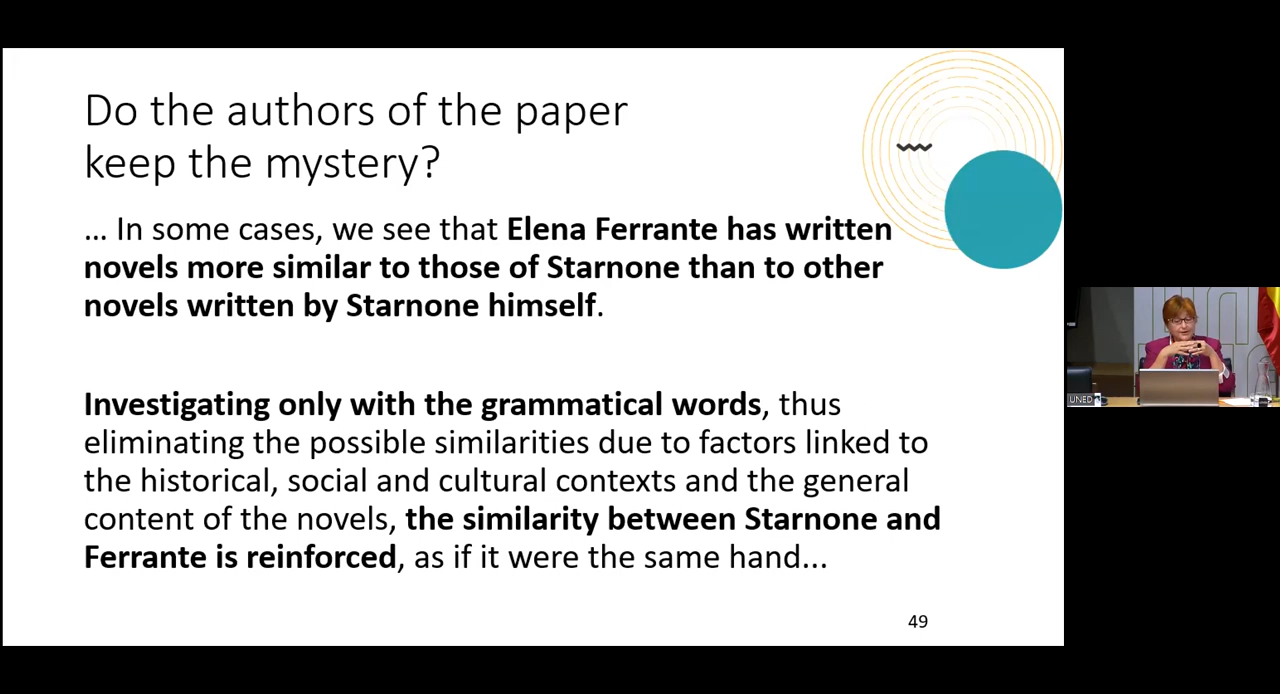 Do the authors of the paper
keep the mystery?
... In some cases, we see that Elena Ferrante has written
novels more similar to those of Starnone than to other
novels written by Starnone himself.
Investigating only with the grammatical words, thus
eliminating the possible similarities due to factors linked to
the historical, social and cultural contexts and the general
content of the novels, the similarity between Starnone and
Ferrante is reinforced, as if it were the same hand...
49
UNED